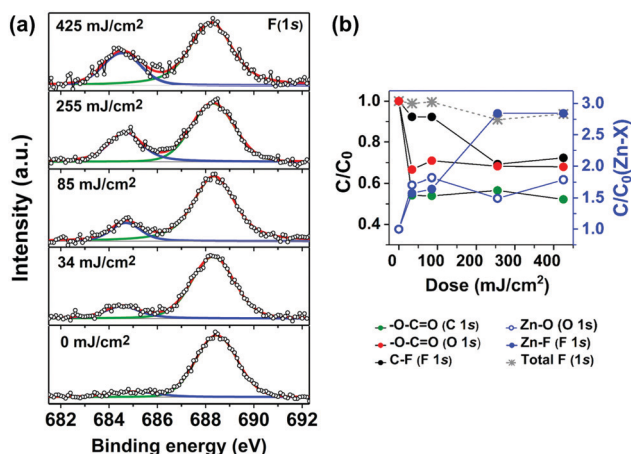 (a)
425 mJ/cm2
F(1s)
255 mJ/cm2
85 mJ/cm²
34 mJ/cm²
0 mJ/cm²
Intensity (a.u.)
682 684 686 688 690 692
Binding energy (eV)
(b)
1.0
0.8
0.6
0.4
C/C0
3.0
2.5
2.0
1.5
1.0
C/C0(Zn-X)
0 100 200 300 400
Dose (mJ/cm²)
-O-C=O (C 1s) Zn-O (O 1s)
-O-C=O (O 1s) Zn-F (F 1s)
C-F (F 1s) Total F (1s)